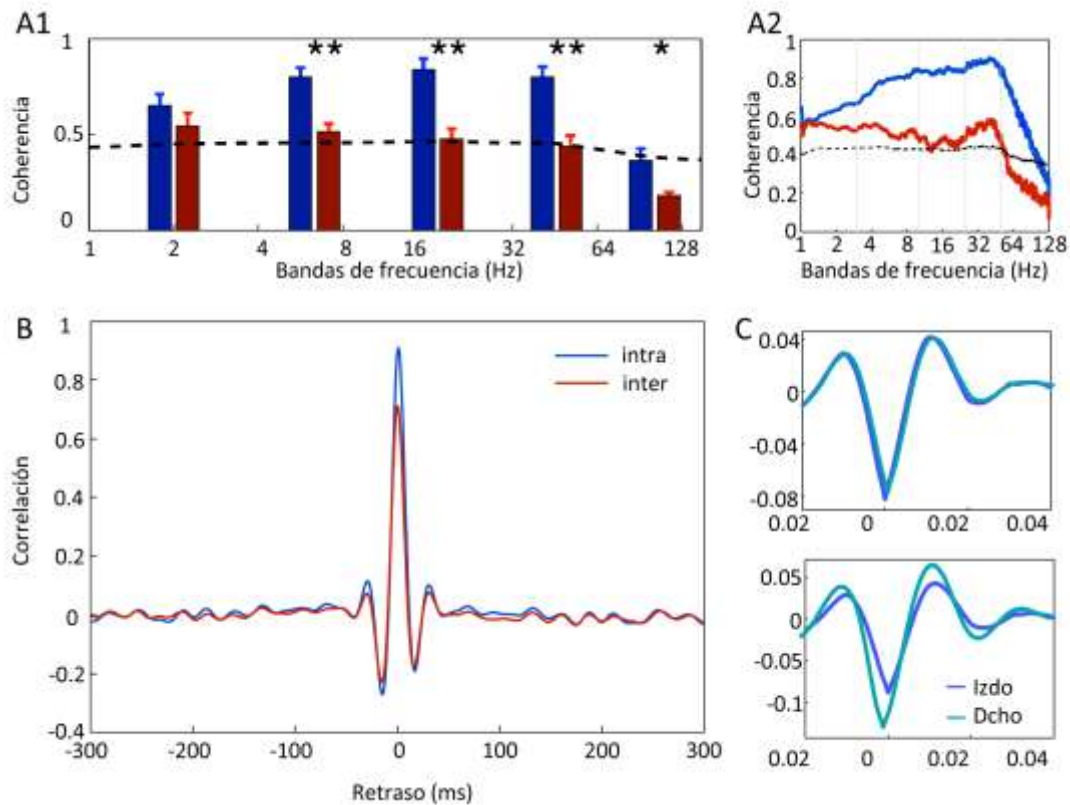 A1
1
0.5
0
Coherencia
** ** ** *
1 2 4 8 16 32 64 128
Bandas de frecuencia (Hz)
A2
1
0.8
0.6
0.4
0.2
0
Coherencia
1 2 4 8 16 32 64 128
Bandas de frecuencia (Hz)
B
1
0.8
0.6
0.4
0.2
0
-0.2
-0.4
Correlación
intra
inter
-300 -200 -100 0 100 200 300
Retraso (ms)
C
0.04
0
-0.04
-0.08
0.02 0 0.02 0.04
0.05
0
-0.05
-0.1
Izdo
Dcho
0.02 0 0.02 0.04